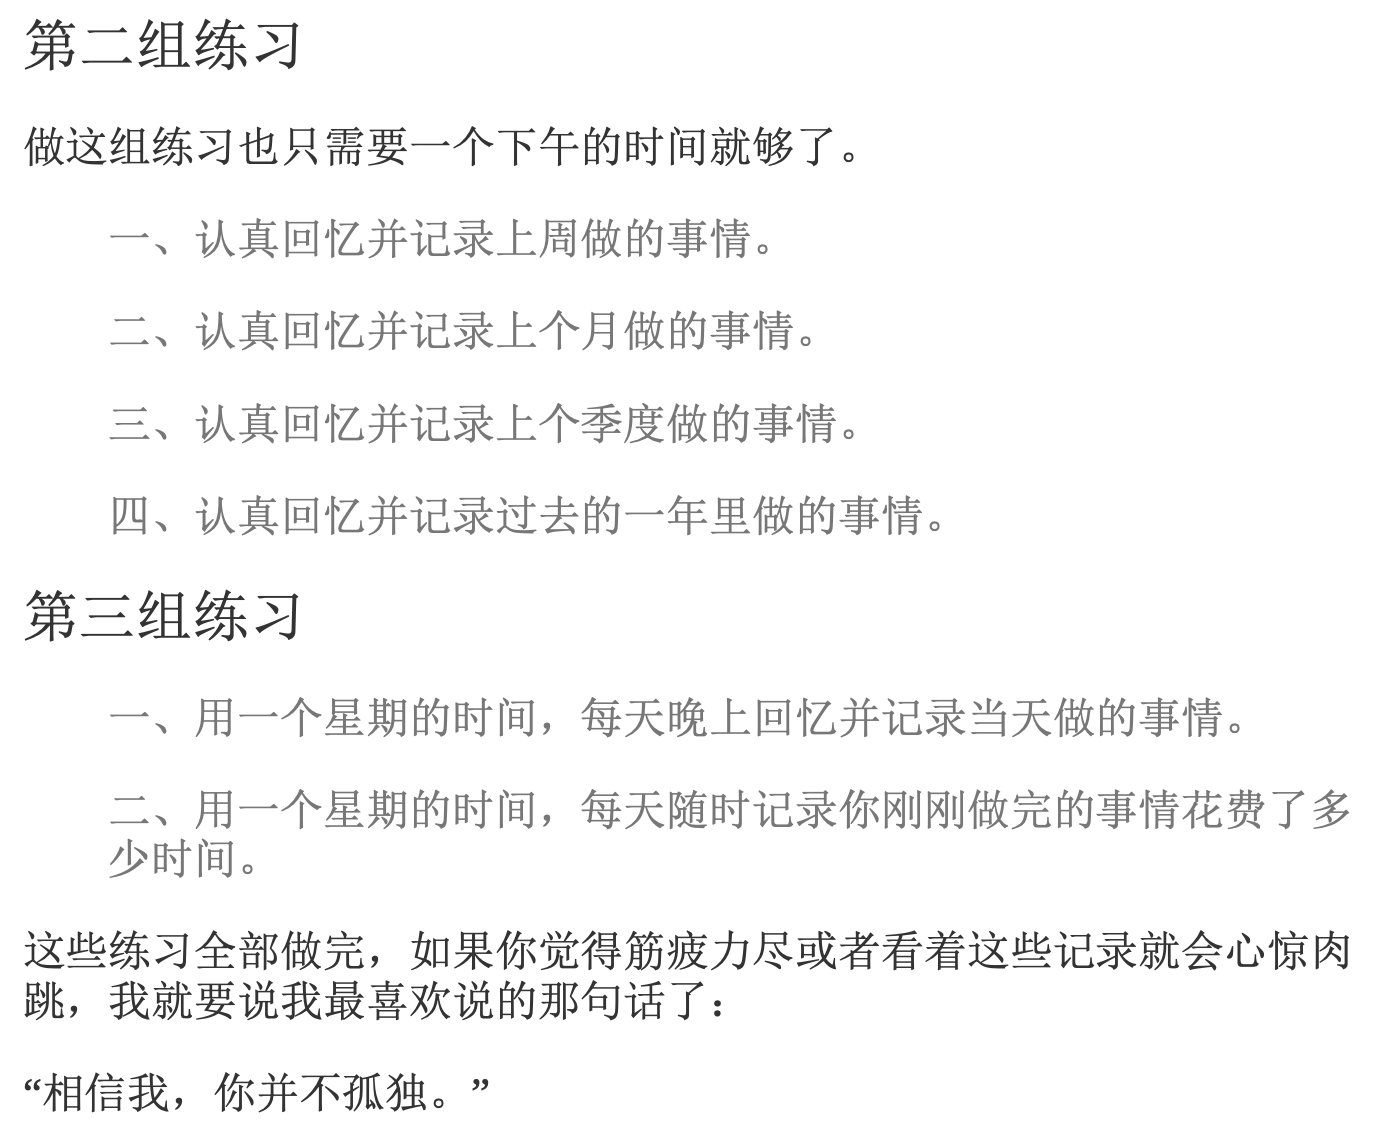 第二组练习
做这组练习也只需要一个下午的时间就够了。
一、认真回忆并记录上周做的事情。
二、认真回忆并记录上个月做的事情。
三、认真回忆并记录上个季度做的事情。
四、认真回忆并记录过去的一年里做的事情。
第三组练习
一、用一个星期的时间，每天晚上回忆并记录当天做的事情。
二、用一个星期的时间，每天随时记录你刚刚做完的事情花费了多
少时间。
这些练习全部做完，如果你觉得筋疲力尽或者看着这些记录就会心惊肉
跳，我就要说我最喜欢说的那句话了：
“相信我，你并不孤独。”